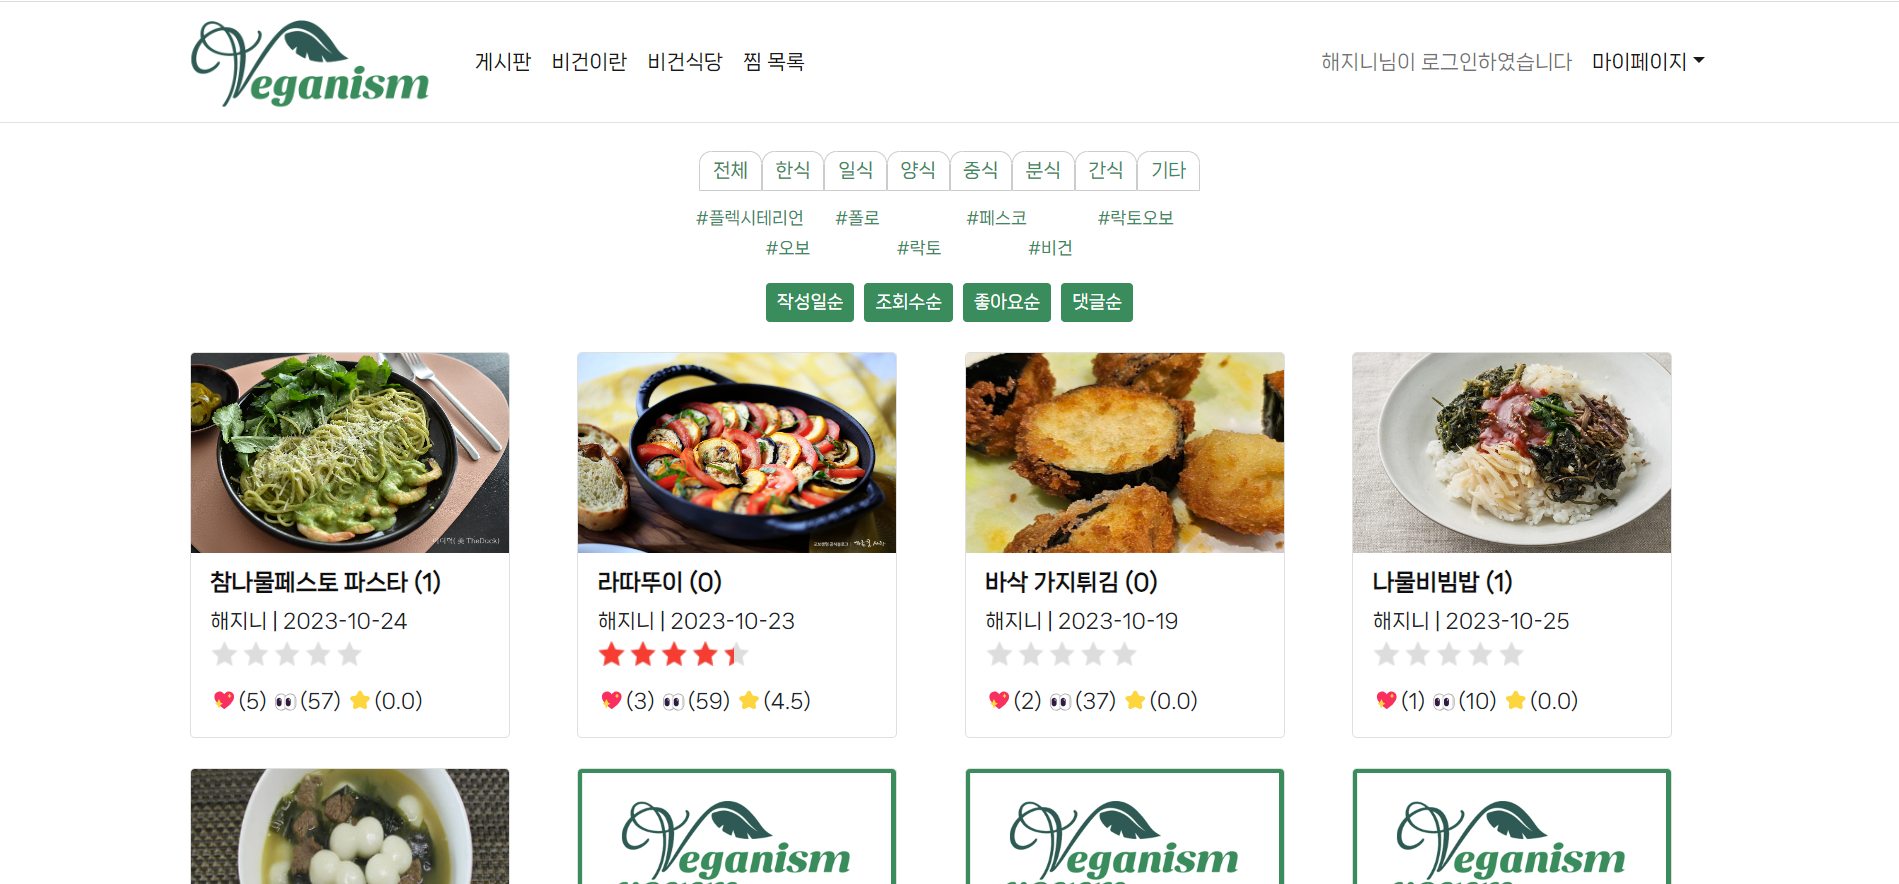 Veganism
게시판 비건이란 비건식당 찜 목록
해지니님이 로그인하였습니다 마이페이지
전체 한식 일식 양식 중식 분식 간식 기타
#플렉시테리언 #폴로 #페스코 #락토오보
#오보 #락토 #비건
작성일순 조회수순 좋아요순 댓글순
참나물페스토 파스타 (1)
해지니 | 2023-10-24
(5) (57) (0.0)
라따뚜이 (0)
해지니 | 2023-10-23
(3) (59) (4.5)
바삭 가지튀김 (0)
해지니 | 2023-10-19
(2) (37) (0.0)
나물비빔밥 (1)
해지니 | 2023-10-25
(1) (10) (0.0)
Veganism
Veganism
Veganism